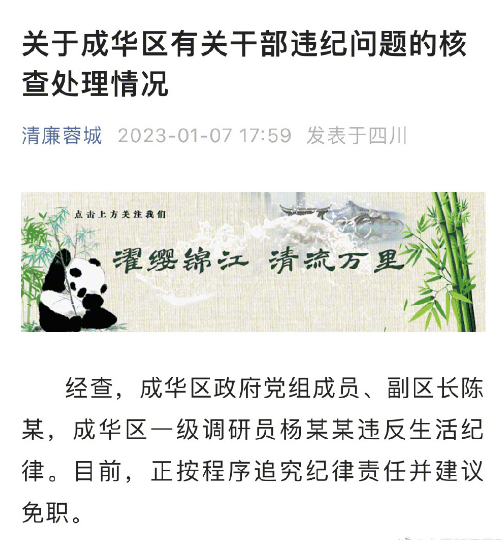 关于成华区有关干部违纪问题的核
查处理情况
清廉蓉城 2023-01-07 17:59 发表于四川
点击上方关注我们
濯缨锦江 清流万里
经查，成华区政府党组成员、副区长陈
某，成华区一级调研员杨某某违反生活纪
律。目前，正按程序追究纪律责任并建议
免职。